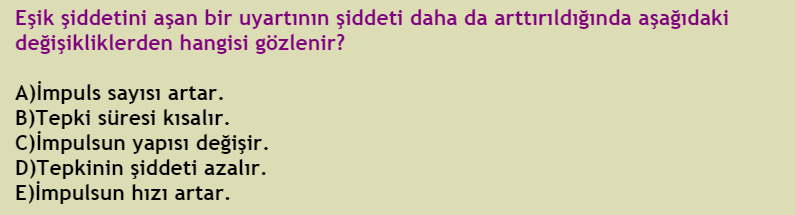 Eşik şiddetini aşan bir uyartının şiddeti daha da arttırıldığında aşağıdaki
değişikliklerden hangisi gözlenir?
A)İmpuls sayısı artar.
B)Tepki süresi kısalır.
C)İmpulsun yapısı değişir.
D)Tepkinin şiddeti azalır.
E)İmpulsun hızı artar.